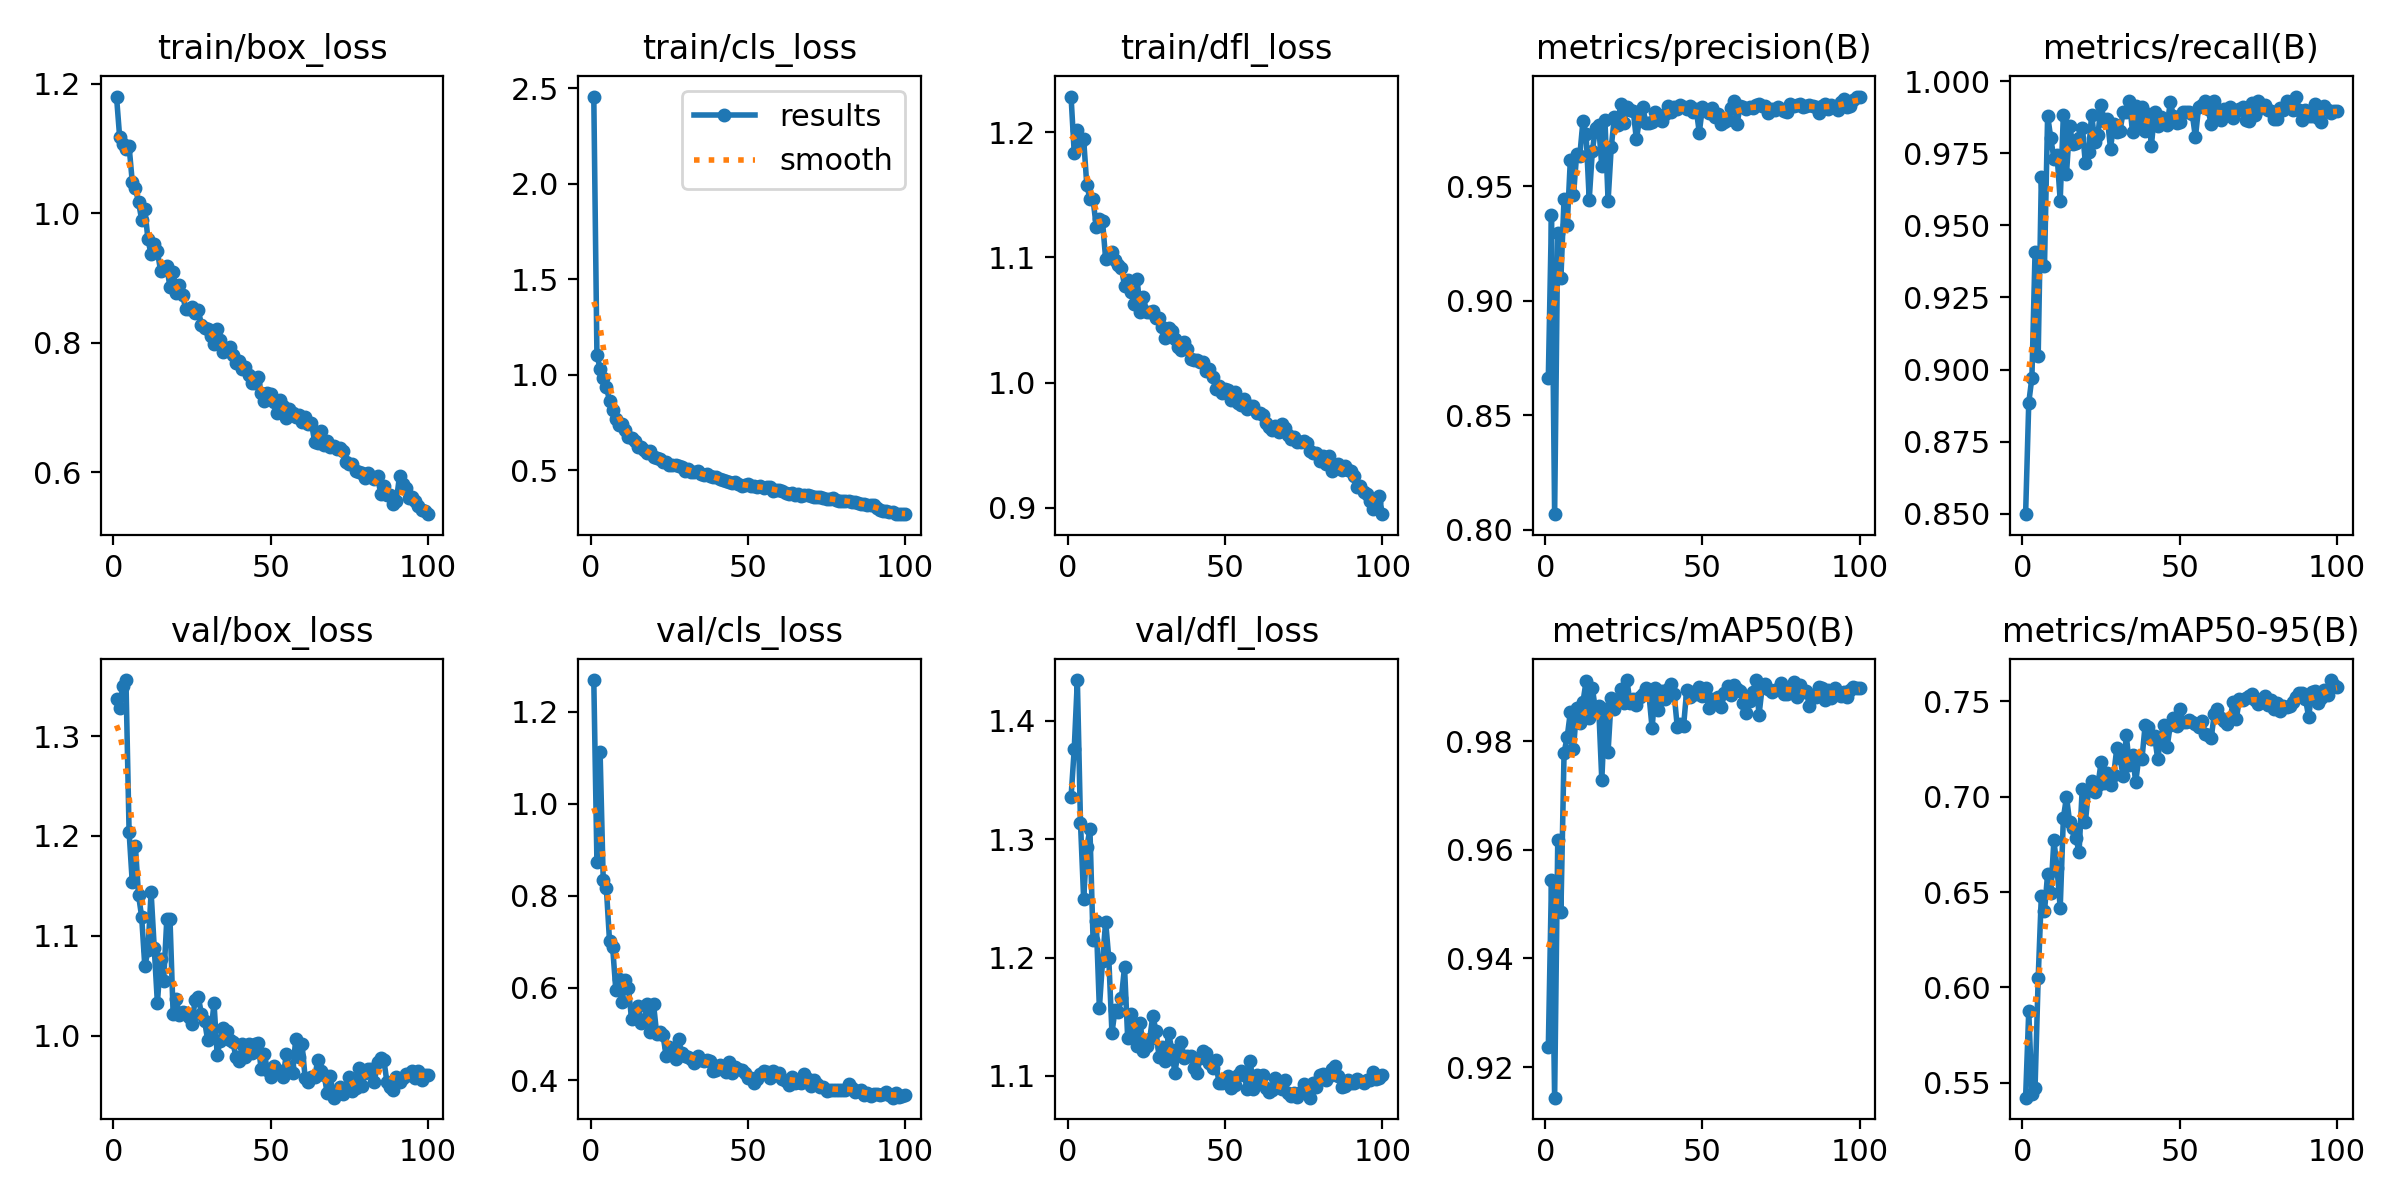 train/box_loss
1.2
1.0
0.8
0.6
0 50 100
train/cls_loss
results
smooth
2.5
2.0
1.5
1.0
0.5
0 50 100
train/dfl_loss
1.2
1.1
1.0
0.9
0 50 100
metrics/precision(B)
0.95
0.90
0.85
0.80
0 50 100
metrics/recall(B)
1.000
0.975
0.950
0.925
0.900
0.875
0.850
0 50 100
val/box_loss
1.3
1.2
1.1
1.0
0 50 100
val/cls_loss
1.2
1.0
0.8
0.6
0.4
0 50 100
val/dfl_loss
1.4
1.3
1.2
1.1
0 50 100
metrics/mAP50(B)
0.98
0.96
0.94
0.92
0 50 100
metrics/mAP50-95(B)
0.75
0.70
0.65
0.60
0.55
0 50 100